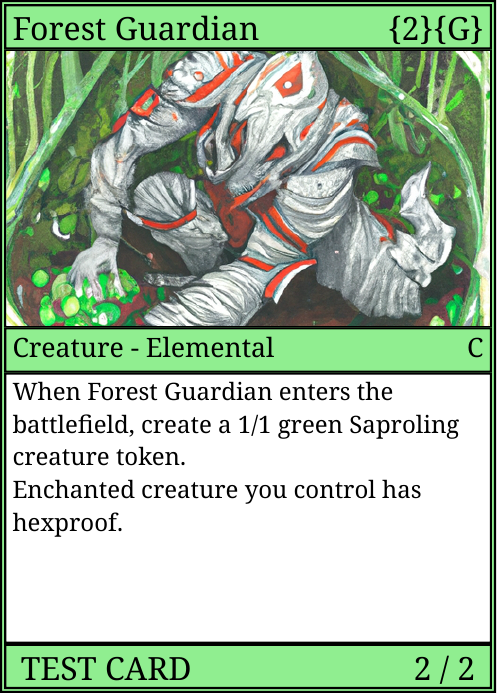 Forest Guardian {2}{G}
Creature - Elemental C
When Forest Guardian enters the
battlefield, create a 1/1 green Saproling
creature token.
Enchanted creature you control has
hexproof.
TEST CARD 2 / 2